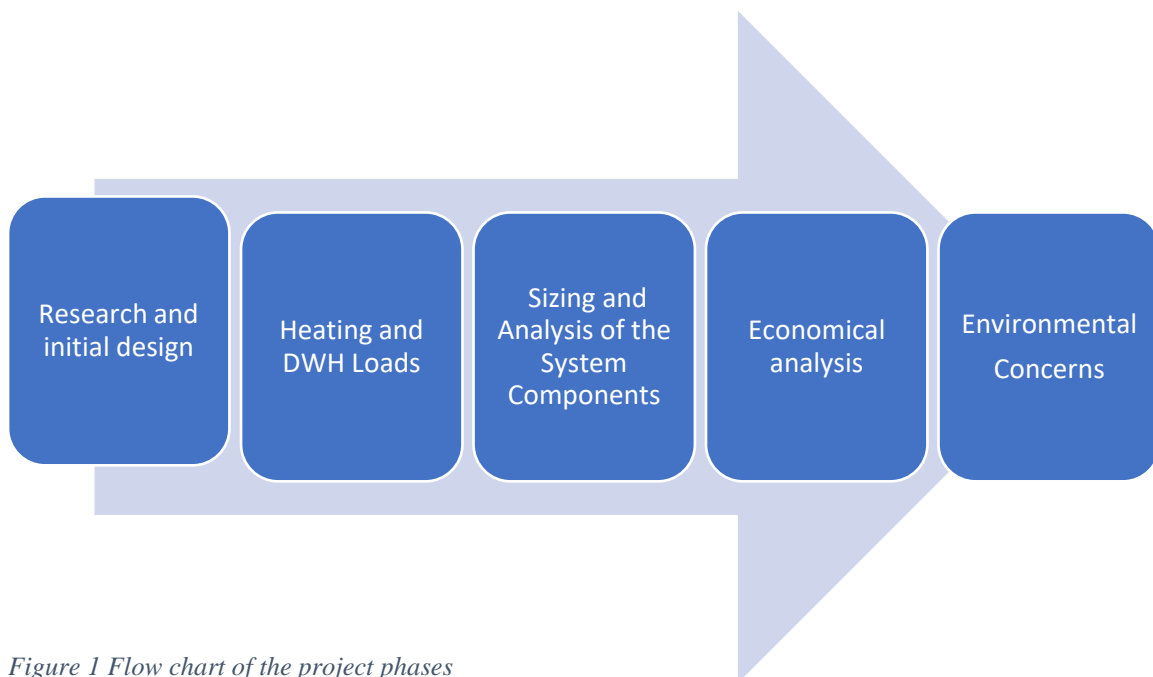 Research and
initial design
Heating and
DWH Loads
Sizing and
Analysis of the
System
Components
Economical
analysis
Environmental
Concerns
Figure 1 Flow chart of the project phases